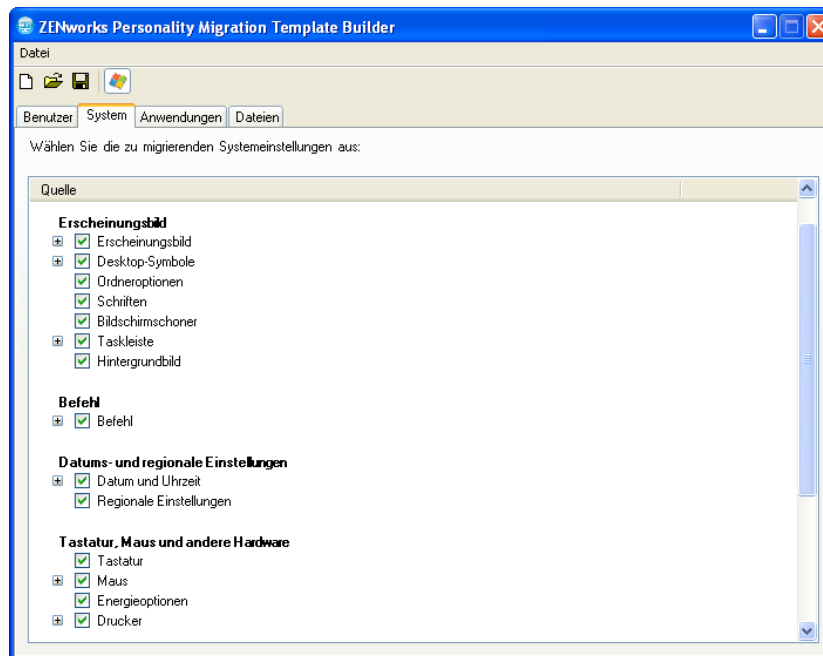 ZENworks Personality Migration Template Builder
Datei
Benutzer System Anwendungen Dateien
Wählen Sie die zu migrierenden Systemeinstellungen aus:
Quelle
Erscheinungsbild
Erscheinungsbild
Desktop-Symbole
Ordneroptionen
Schriften
Bildschirmschoner
Taskleiste
Hintergrundbild
Befehl
Befehl
Datums- und regionale Einstellungen
Datum und Uhrzeit
Regionale Einstellungen
Tastatur, Maus und andere Hardware
Tastatur
Maus
Energieoptionen
Drucker